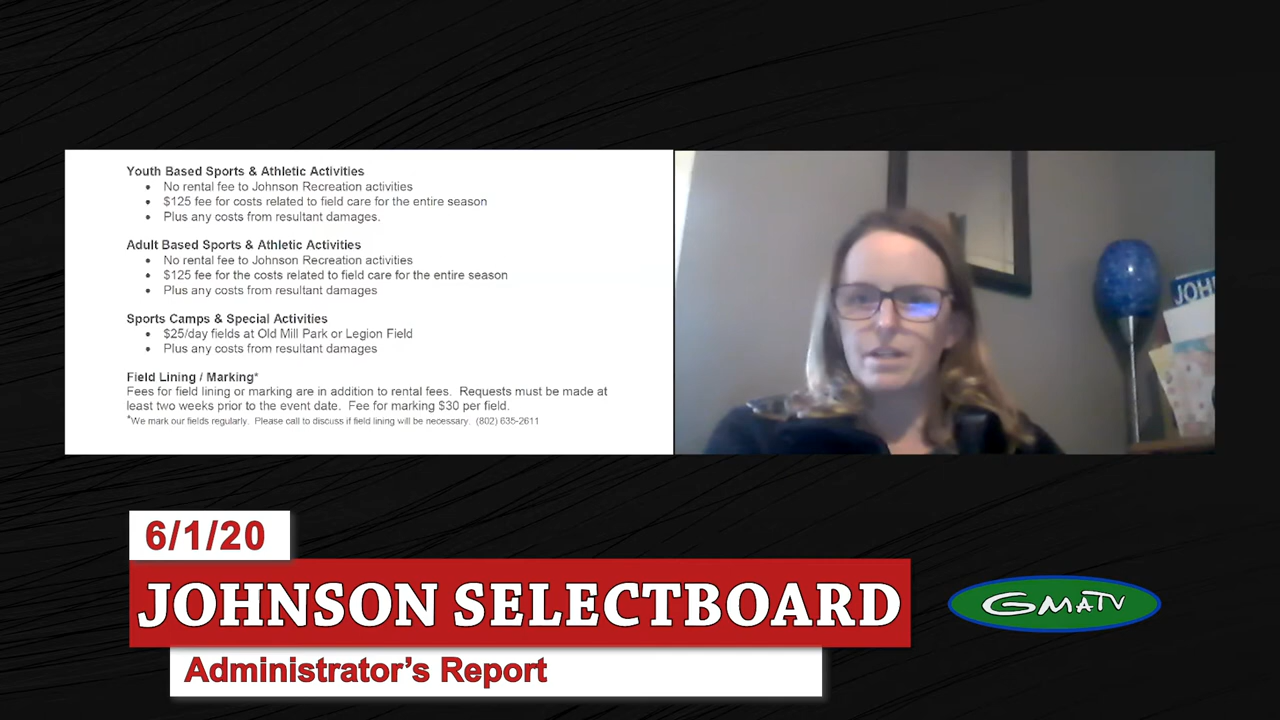 Youth Based Sports & Athletic Activities
• No rental fee to Johnson Recreation activities
• $125 fee for costs related to field care for the entire season
• Plus any costs from resultant damages.
Adult Based Sports & Athletic Activities
• No rental fee to Johnson Recreation activities
• $125 fee for the costs related to field care for the entire season
• Plus any costs from resultant damages
Sports Camps & Special Activities
• $25/day fields at Old Mill Park or Legion Field
• Plus any costs from resultant damages
Field Lining / Marking*
Fees for field lining or marking are in addition to rental fees. Requests must be made at
least two weeks prior to the event date. Fee for marking $30 per field.
*We mark our fields regularly. Please call to discuss if field lining will be necessary. (802) 635-2611
6/1/20
JOHNSON SELECTBOARD
GMATV
Administrator's Report